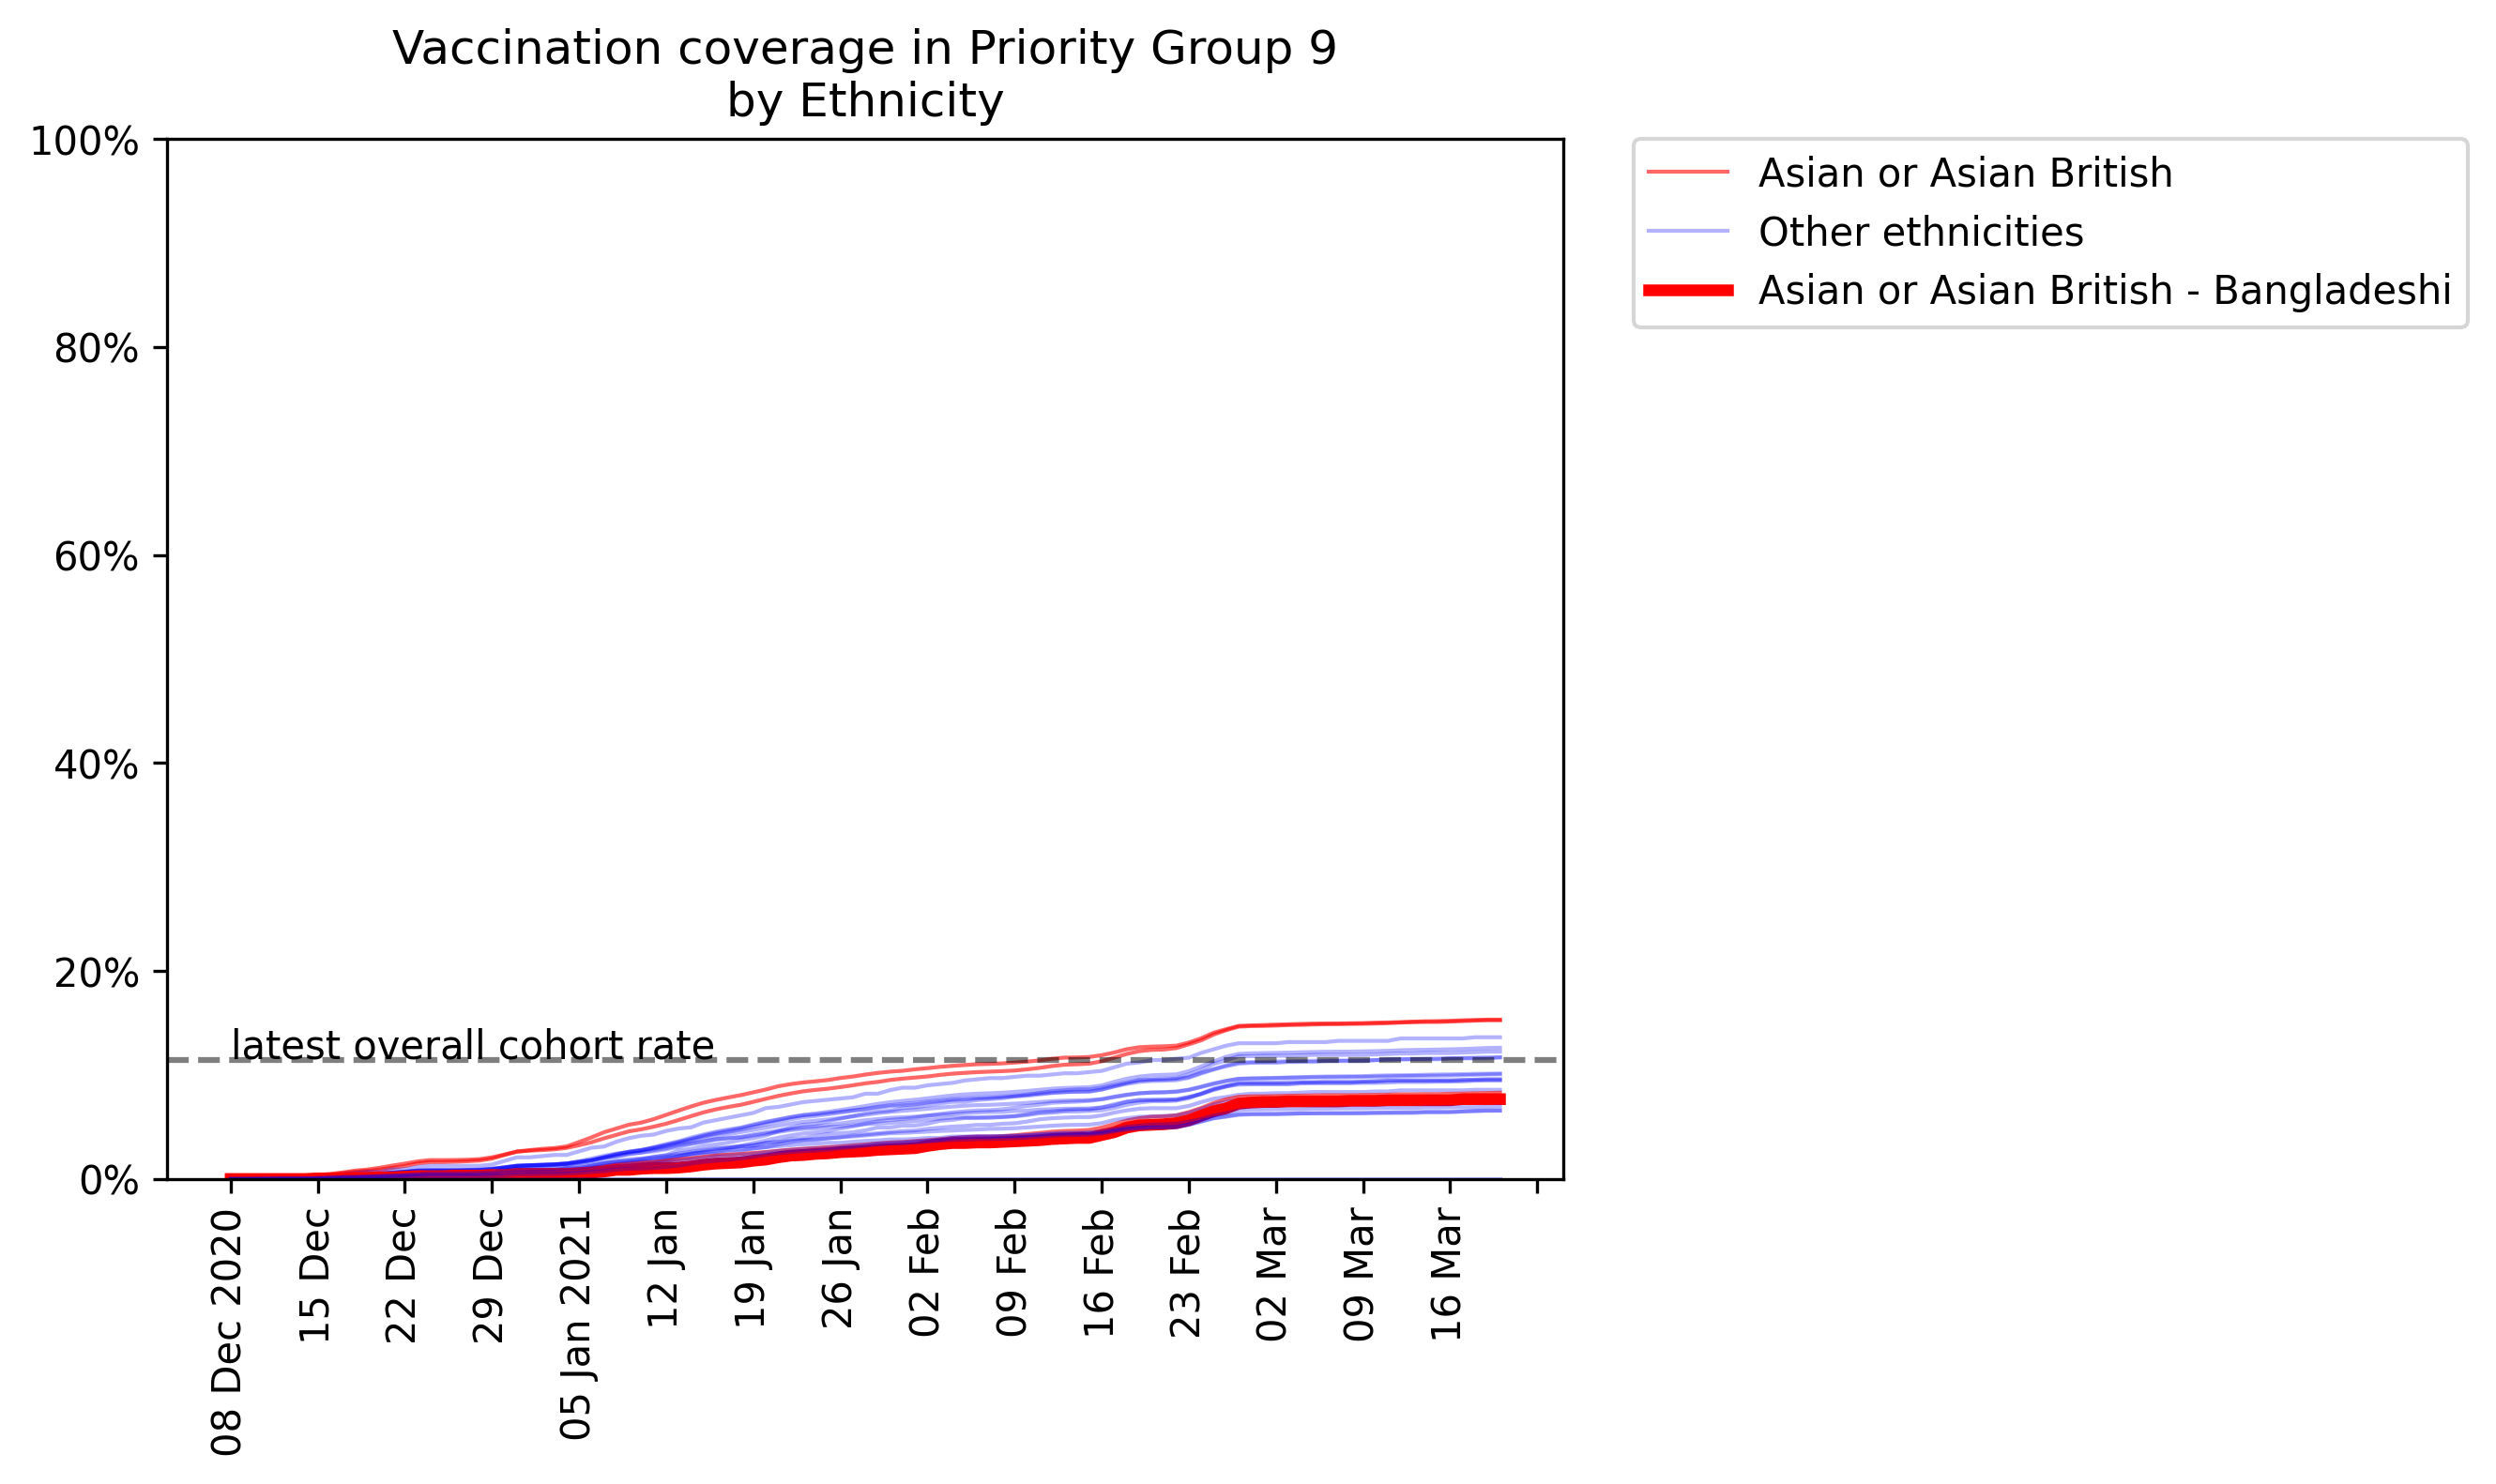 Vaccination coverage in Priority Group 9
by Ethnicity
100%
80%
60%
40%
20%
0%
latest overall cohort rate
08 Dec 2020
15 Dec
22 Dec
29 Dec
05 Jan 2021
12 Jan
19 Jan
26 Jan
02 Feb
09 Feb
16 Feb
23 Feb
02 Mar
09 Mar
16 Mar
Asian or Asian British
Other ethnicities
Asian or Asian British - Bangladeshi